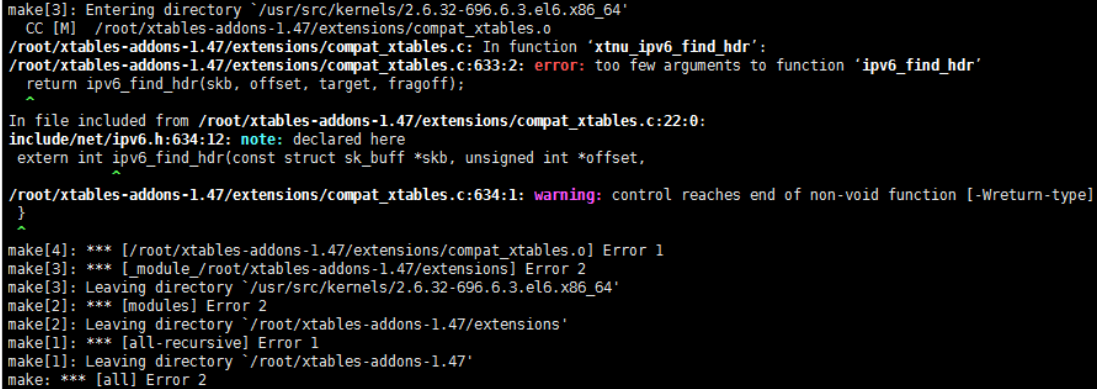 make[3]: Entering directory `/usr/src/kernels/2.6.32-696.6.3.el6.x86_64'
  CC [M]  /root/xtables-addons-1.47/extensions/compat_xtables.o
/root/xtables-addons-1.47/extensions/compat_xtables.c: In function ‘xtnu_ipv6_find_hdr’:
/root/xtables-addons-1.47/extensions/compat_xtables.c:633:2: error: too few arguments to function ‘ipv6_find_hdr’
  return ipv6_find_hdr(skb, offset, target, fragoff);
  ^
In file included from /root/xtables-addons-1.47/extensions/compat_xtables.c:22:0:
include/net/ipv6.h:634:12: note: declared here
 extern int ipv6_find_hdr(const struct sk_buff *skb, unsigned int *offset,
            ^
/root/xtables-addons-1.47/extensions/compat_xtables.c:634:1: warning: control reaches end of non-void function [-Wreturn-type]
 }
 ^
make[4]: *** [/root/xtables-addons-1.47/extensions/compat_xtables.o] Error 1
make[3]: *** [_module_/root/xtables-addons-1.47/extensions] Error 2
make[3]: Leaving directory `/usr/src/kernels/2.6.32-696.6.3.el6.x86_64'
make[2]: *** [modules] Error 2
make[2]: Leaving directory `/root/xtables-addons-1.47/extensions'
make[1]: *** [all-recursive] Error 1
make[1]: Leaving directory `/root/xtables-addons-1.47'
make: *** [all] Error 2